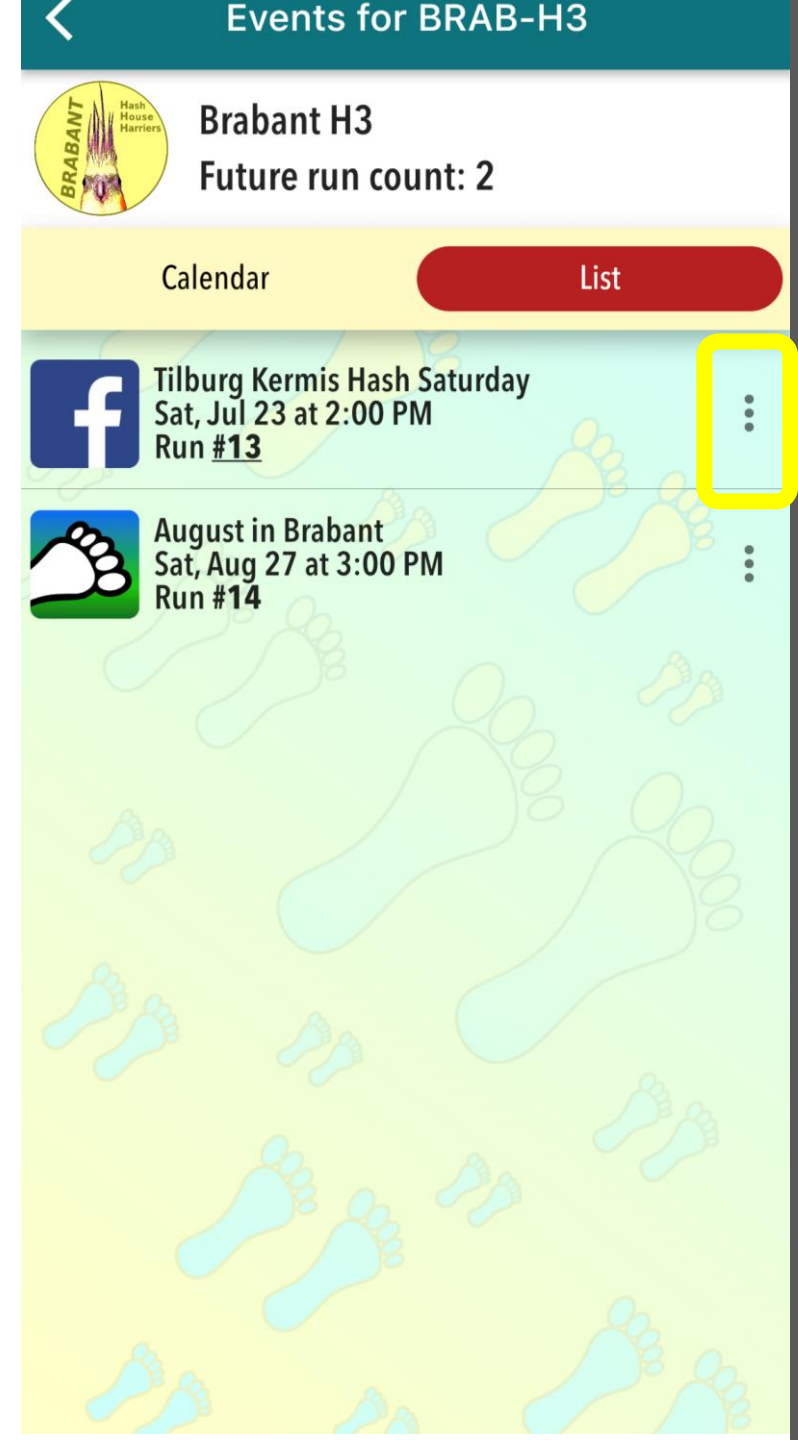 Events for BRAB-H3
BRABANT
Hash
House
Harriers
Brabant H3
Future run count: 2
Calendar
List
f
Tilburg Kermis Hash Saturday
Sat, Jul 23 at 2:00 PM
Run #13
August in Brabant
Sat, Aug 27 at 3:00 PM
Run #14